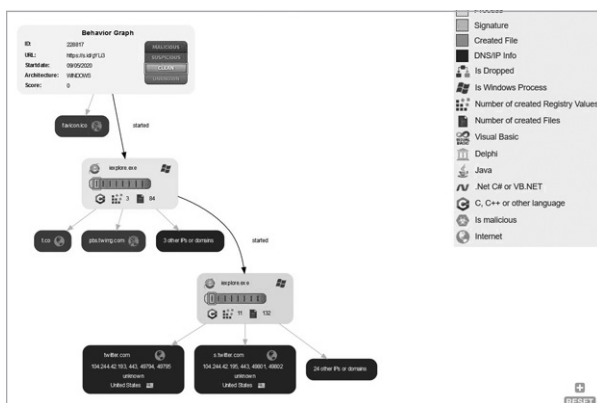 Behavior Graph
ID: 228817
URL:
Startdate: 09/05/2020
Architecture: WINDOWS
Score: 0
MALICIOUS
SUSPICIOUS
CLEAN
UNKNOWN
favicon.ico
started
iexplore.exe
3
84
t.co
pbs.twimg.com
3 other IPs or domains
started
iexplore.exe
11
132
twitter.com
104.244.42.193, 443, 49794, 49795
unknown
United States
s.twitter.com
104.244.42.195, 443, 49801, 49802
unknown
United States
24 other IPs or domains
Process
Signature
Created File
DNS/IP Info
Is Dropped
Is Windows Process
Number of created Registry Values
Number of created Files
Visual Basic
Delphi
Java
.Net C# or VB.NET
C, C++ or other language
Is malicious
Internet
RESET